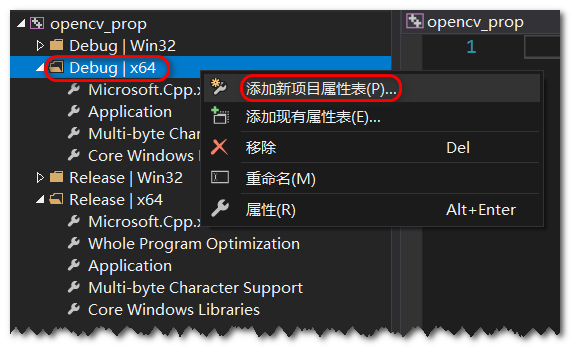 opencv_prop
Debug | Win32
Debug | x64
Microsoft.Cpp.x
Application
Multi-byte Char
Core Windows
Release | Win32
Release | x64
Microsoft.Cpp.x
Whole Program Optimization
Application
Multi-byte Character Support
Core Windows Libraries
添加新项目属性表(P)...
添加现有属性表(E)...
移除 Del
重命名(M)
属性(R) Alt+Enter
opencv_prop
1